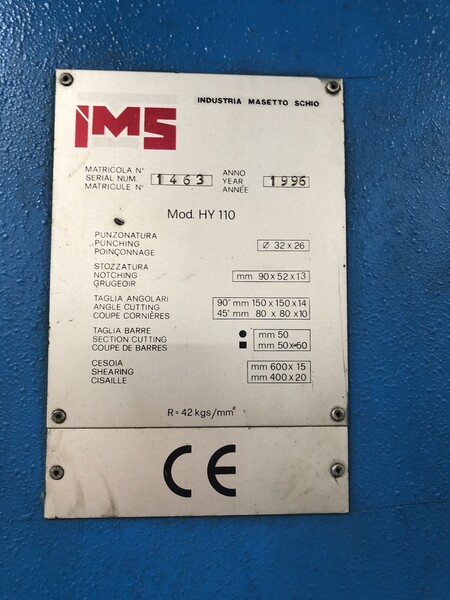 IMS
INDUSTRIA MASETTO SCHIO
MATRICOLA N°
SERIAL NUM.
MATRICULE N°
1463
ANNO
YEAR
ANNÉE
1996
Mod. HY 110
PUNZONATURA
PUNCHING
POINÇONNAGE
Ø 32 x 26
STOZZATURA
NOTCHING
GRUGEOIR
mm 90 x 52 x 13
TAGLIA ANGOLARI
ANGLE CUTTING
COUPE CORNIÈRES
90° mm 150 x 150 x 14
45° mm 80 x 80 x 10
TAGLIA BARRE
SECTION CUTTING
COUPE DE BARRES
● mm 50
■ mm 50x50
CESOIA
SHEARING
CISAILLE
mm 600 x 15
mm 400 x 20
R = 42 kgs/mm²
CE